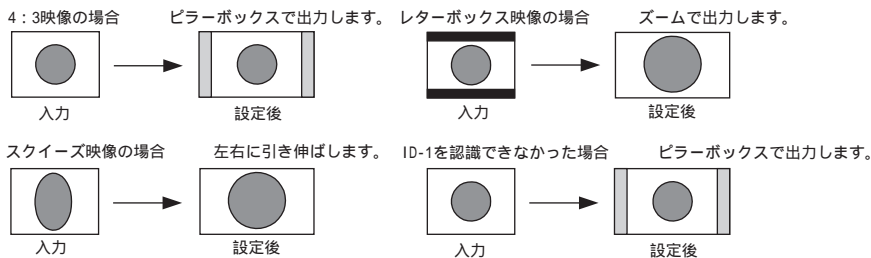 4：3映像の場合
ピラーボックスで出力します。
入力
設定後
レターボックス映像の場合
ズームで出力します。
入力
設定後
スクイーズ映像の場合
左右に引き伸ばします。
入力
設定後
ID-1を認識できなかった場合
ピラーボックスで出力します。
入力
設定後